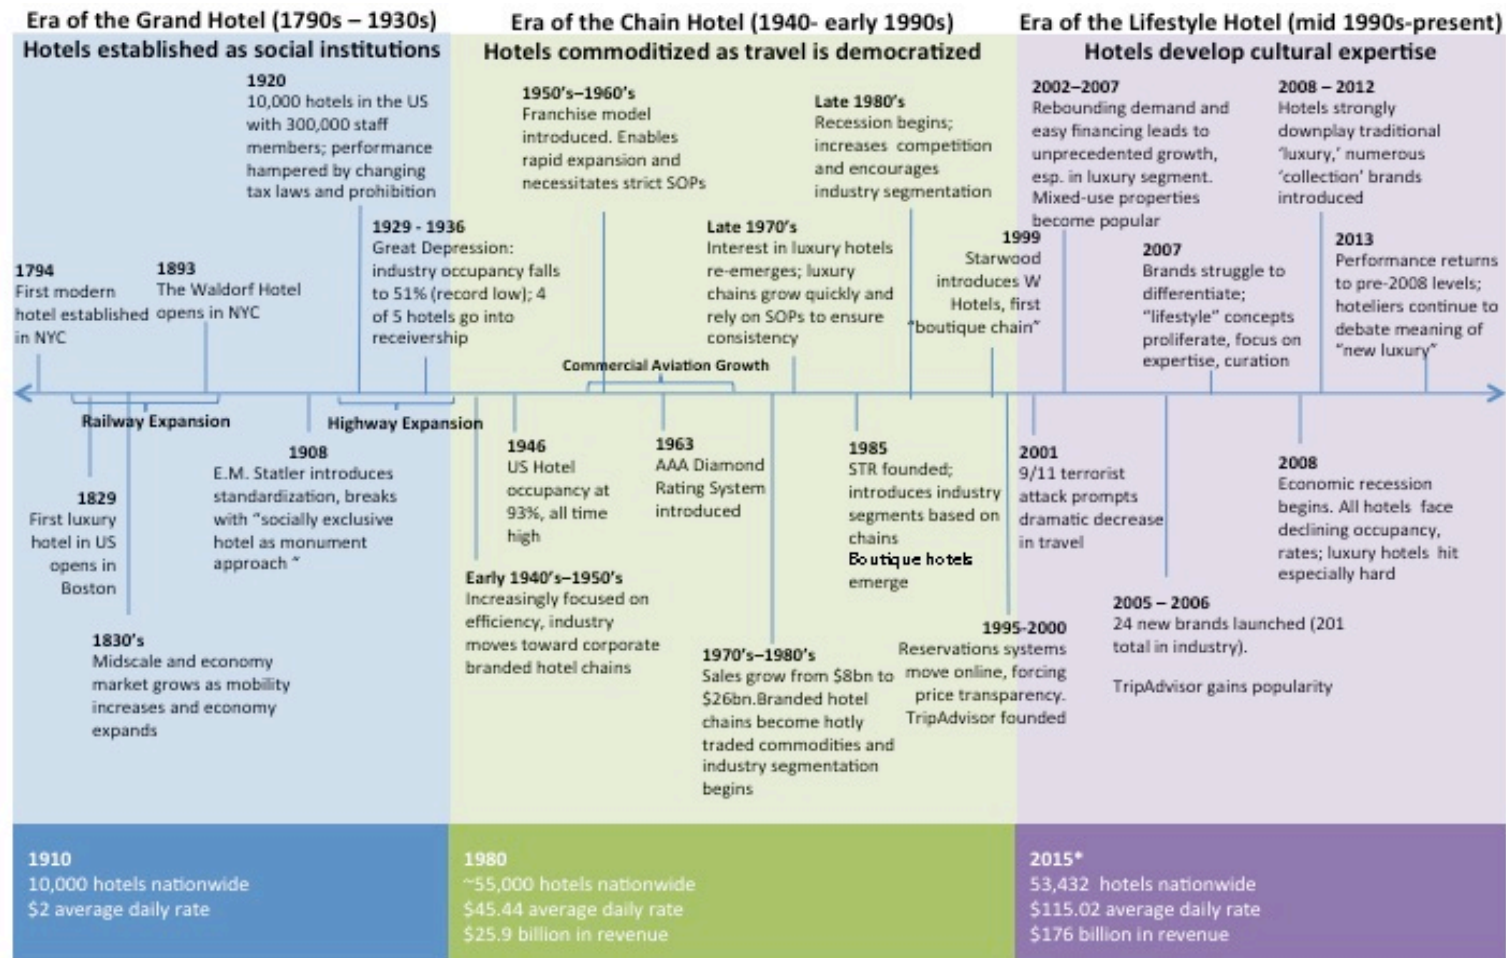 Era of the Grand Hotel (1790s – 1930s)
Hotels established as social institutions
Era of the Chain Hotel (1940- early 1990s)
Hotels commoditized as travel is democratized
Era of the Lifestyle Hotel (mid 1990s-present)
Hotels develop cultural expertise
1920
10,000 hotels in the US
with 300,000 staff
members; performance
hampered by changing
tax laws and prohibition
1929 - 1936
Great Depression:
industry occupancy falls
to 51% (record low); 4
of 5 hotels go into
receivership
1794
First modern
hotel established
in NYC
1893
The Waldorf Hotel
opens in NYC
1950's–1960's
Franchise model
introduced. Enables
rapid expansion and
necessitates strict SOPs
Late 1980's
Recession begins;
increases competition
and encourages
industry segmentation
Late 1970's
Interest in luxury hotels
re-emerges; luxury
chains grow quickly and
rely on SOPs to ensure
consistency
1999
Starwood
introduces W
Hotels, first
"boutique chain"
2002–2007
Rebounding demand and
easy financing leads to
unprecedented growth,
esp. in luxury segment.
Mixed-use properties
become popular
2008 – 2012
Hotels strongly
downplay traditional
'luxury,' numerous
'collection' brands
introduced
2007
Brands struggle to
differentiate;
"lifestyle" concepts
proliferate, focus on
expertise, curation
2013
Performance returns
to pre-2008 levels;
hoteliers continue to
debate meaning of
"new luxury"
Commercial Aviation Growth
Railway Expansion
Highway Expansion
1829
First luxury
hotel in US
opens in
Boston
1908
E.M. Statler introduces
standardization, breaks
with "socially exclusive
hotel as monument
approach "
1830's
Midscale and economy
market grows as mobility
increases and economy
expands
1946
US Hotel
occupancy at
93%, all time
high
1963
AAA Diamond
Rating System
introduced
1985
STR founded;
introduces industry
segments based on
chains
Boutique hotels
emerge
Early 1940's–1950's
Increasingly focused on
efficiency, industry
moves toward corporate
branded hotel chains
1970's–1980's
Sales grow from $8bn to
$26bn.Branded hotel
chains become hotly
traded commodities and
industry segmentation
begins
1995-2000
Reservations systems
move online, forcing
price transparency.
TripAdvisor founded
2001
9/11 terrorist
attack prompts
dramatic decrease
in travel
2008
Economic recession
begins. All hotels face
declining occupancy,
rates; luxury hotels hit
especially hard
2005 – 2006
24 new brands launched (201
total in industry).
TripAdvisor gains popularity
1910
10,000 hotels nationwide
$2 average daily rate
1980
~55,000 hotels nationwide
$45.44 average daily rate
$25.9 billion in revenue
2015*
53,432 hotels nationwide
$115.02 average daily rate
$176 billion in revenue